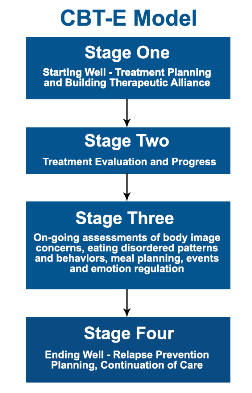 CBT-E Model
Stage One
Starting Well - Treatment Planning
and Building Therapeutic Alliance
Stage Two
Treatment Evaluation and Progress
Stage Three
On-going assessments of body image
concerns, eating disordered patterns
and behaviors, meal planning, events
and emotion regulation
Stage Four
Ending Well - Relapse Prevention
Planning, Continuation of Care